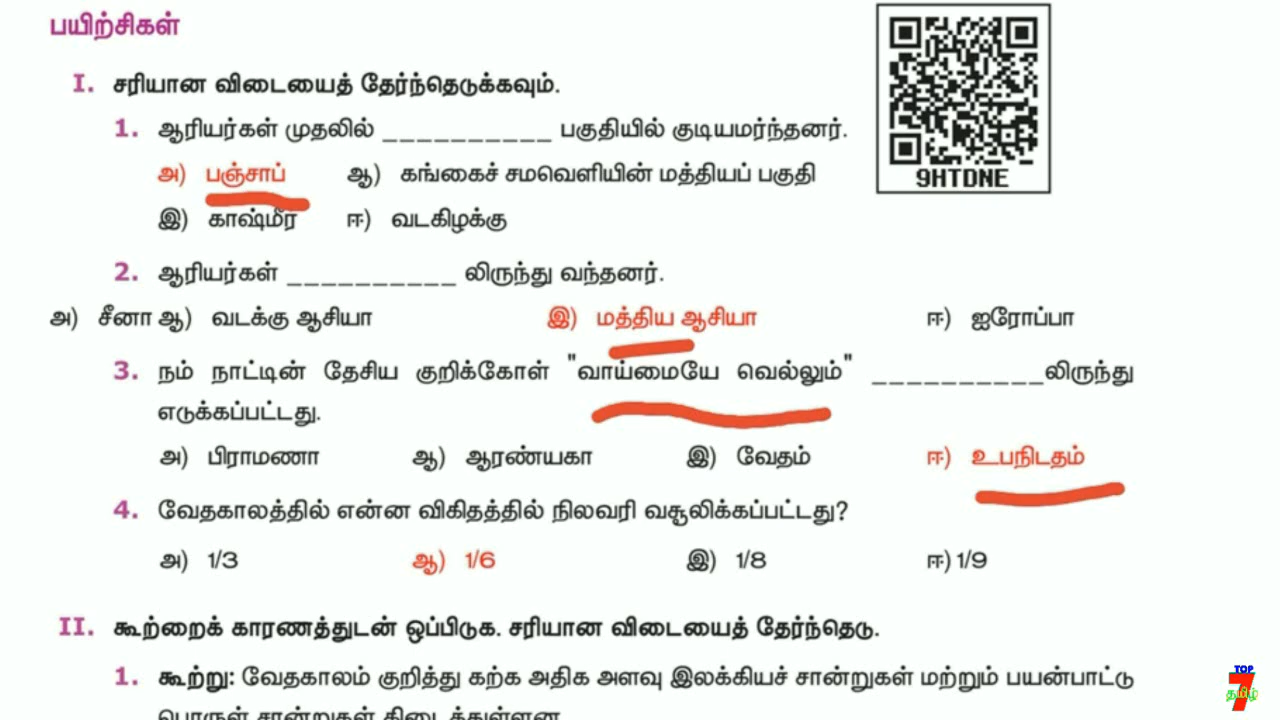 பயிற்சிகள்
9HTDNE
I. சரியான விடையைத் தேர்ந்தெடுக்கவும்.
1. ஆரியர்கள் முதலில் __________ பகுதியில் குடியமர்ந்தனர்.
அ) பஞ்சாப் ஆ) கங்கைச் சமவெளியின் மத்தியப் பகுதி
இ) காஷ்மீர் ஈ) வடகிழக்கு
2. ஆரியர்கள் __________ லிருந்து வந்தனர்.
அ) சீனா ஆ) வடக்கு ஆசியா இ) மத்திய ஆசியா ஈ) ஐரோப்பா
3. நம் நாட்டின் தேசிய குறிக்கோள் "வாய்மையே வெல்லும்" __________லிருந்து
எடுக்கப்பட்டது.
அ) பிராமணா ஆ) ஆரண்யகா இ) வேதம் ஈ) உபநிடதம்
4. வேதகாலத்தில் என்ன விகிதத்தில் நிலவரி வசூலிக்கப்பட்டது?
அ) 1/3 ஆ) 1/6 இ) 1/8 ஈ) 1/9
II. கூற்றைக் காரணத்துடன் ஒப்பிடுக. சரியான விடையைத் தேர்ந்தெடு.
1. கூற்று: வேதகாலம் குறித்து கற்க அதிக அளவு இலக்கியச் சான்றுகள் மற்றும் பயன்பாட்டு
பொருள் சான்றுகள் கிடைத்துள்ளன.
TOP
7
தமிழ்